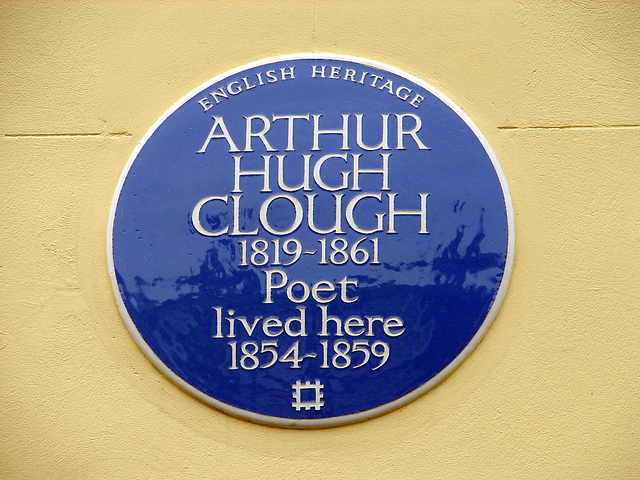 ENGLISH HERITAGE
ARTHUR
HUGH
CLOUGH
1819~1861
Poet
lived here
1854~1859